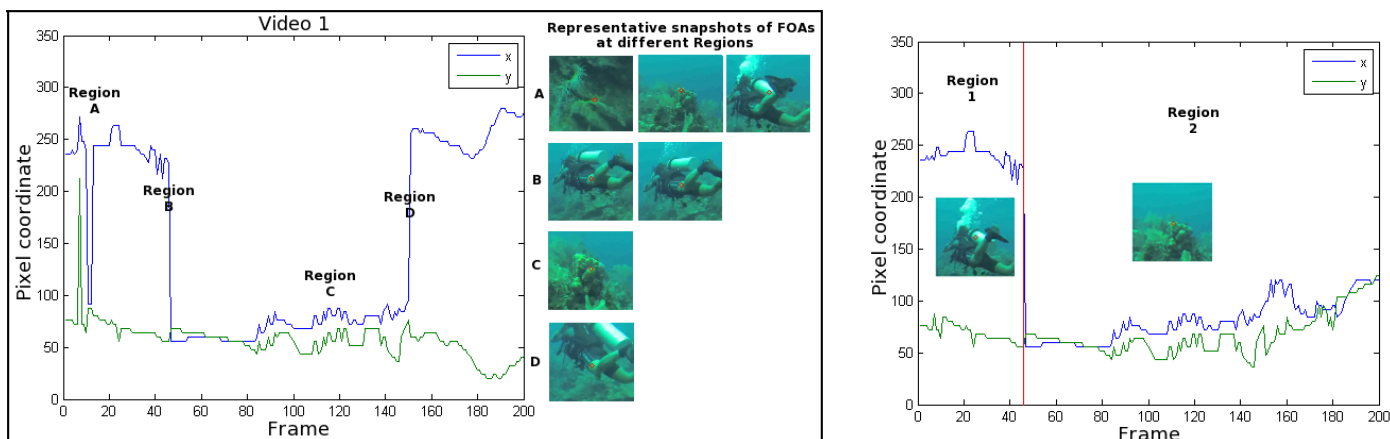 Video 1
350
300
250
200
150
100
50
0
Pixel coordinate
0 20 40 60 80 100 120 140 160 180 200
Frame
x
y
Region
A
Region
B
Region
C
Region
D
Representative snapshots of FOAs
at different Regions
A
B
C
D
350
300
250
200
150
100
50
0
Pixel coordinate
0 20 40 60 80 100 120 140 160 180 200
Frame
x
y
Region
1
Region
2